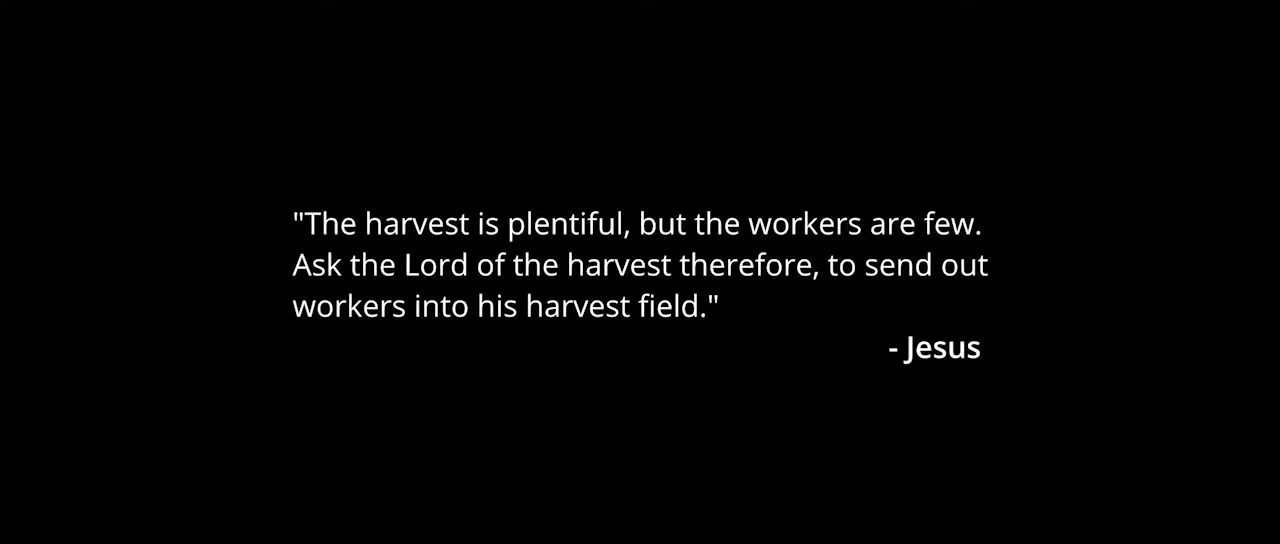 "The harvest is plentiful, but the workers are few.
Ask the Lord of the harvest therefore, to send out
workers into his harvest field."
- Jesus